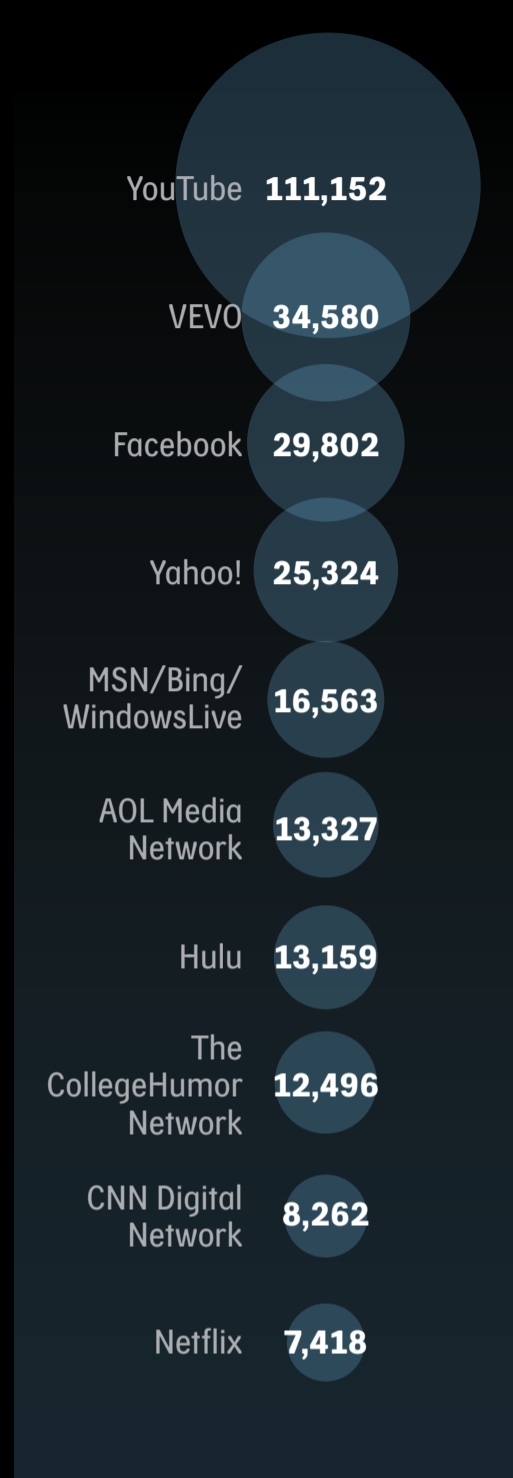 YouTube 111,152
VEVO 34,580
Facebook 29,802
Yahoo! 25,324
MSN/Bing/
WindowsLive 16,563
AOL Media
Network 13,327
Hulu 13,159
The
CollegeHumor 12,496
Network
CNN Digital
Network 8,262
Netflix 7,418